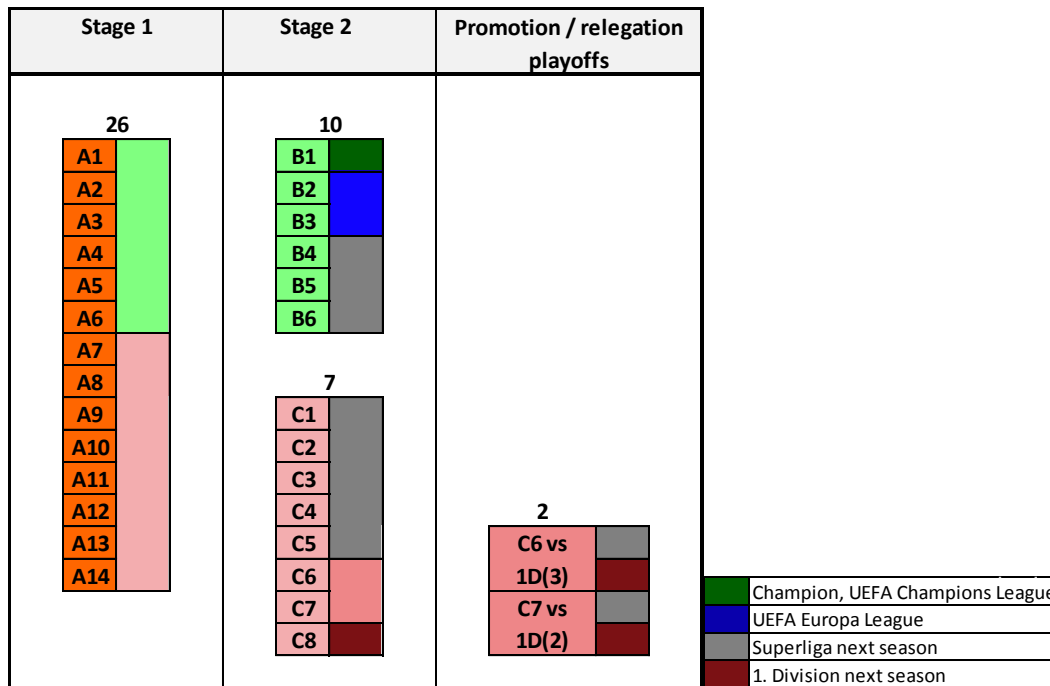 Stage 1
Stage 2
Promotion / relegation
playoffs
26
A1
A2
A3
A4
A5
A6
A7
A8
A9
A10
A11
A12
A13
A14
10
B1
B2
B3
B4
B5
B6
7
C1
C2
C3
C4
C5
C6
C7
C8
2
C6 vs
1D(3)
C7 vs
1D(2)
Champion, UEFA Champions League
UEFA Europa League
Superliga next season
1. Division next season